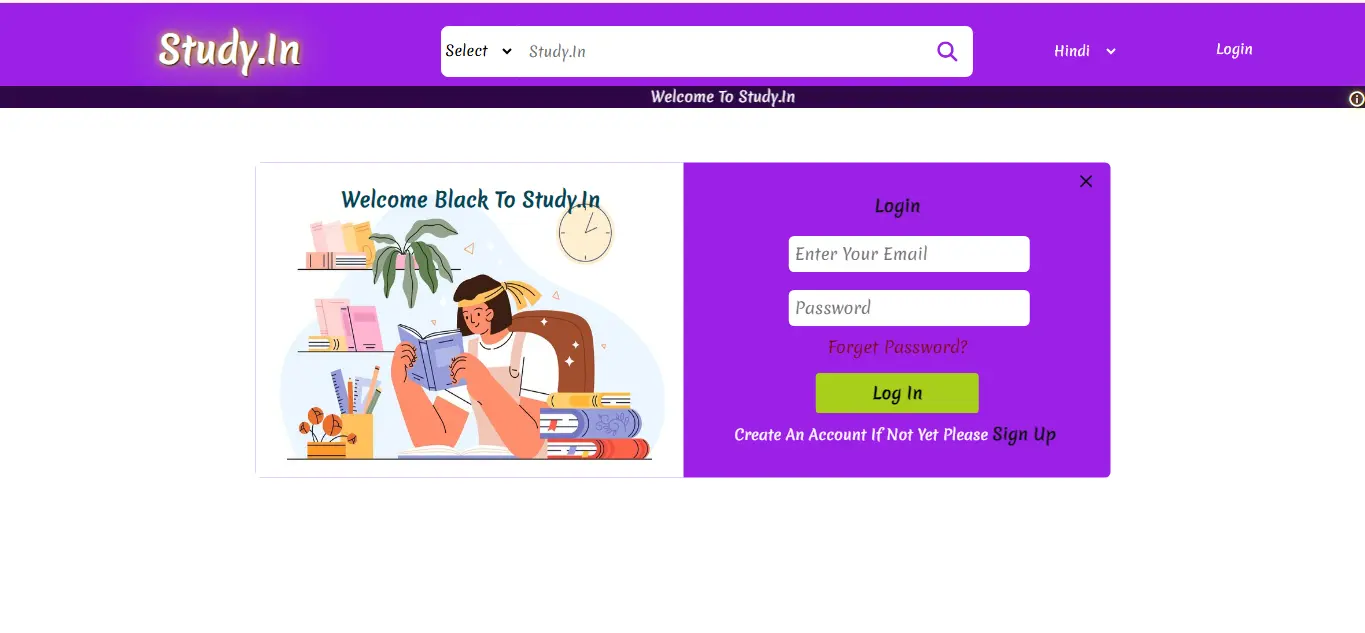 Study.In
Select
Study.In
Hindi
Login
Welcome To Study.In
Welcome Black To Study.In
Login
Enter Your Email
Password
Forget Password?
Log In
Create An Account If Not Yet Please Sign Up